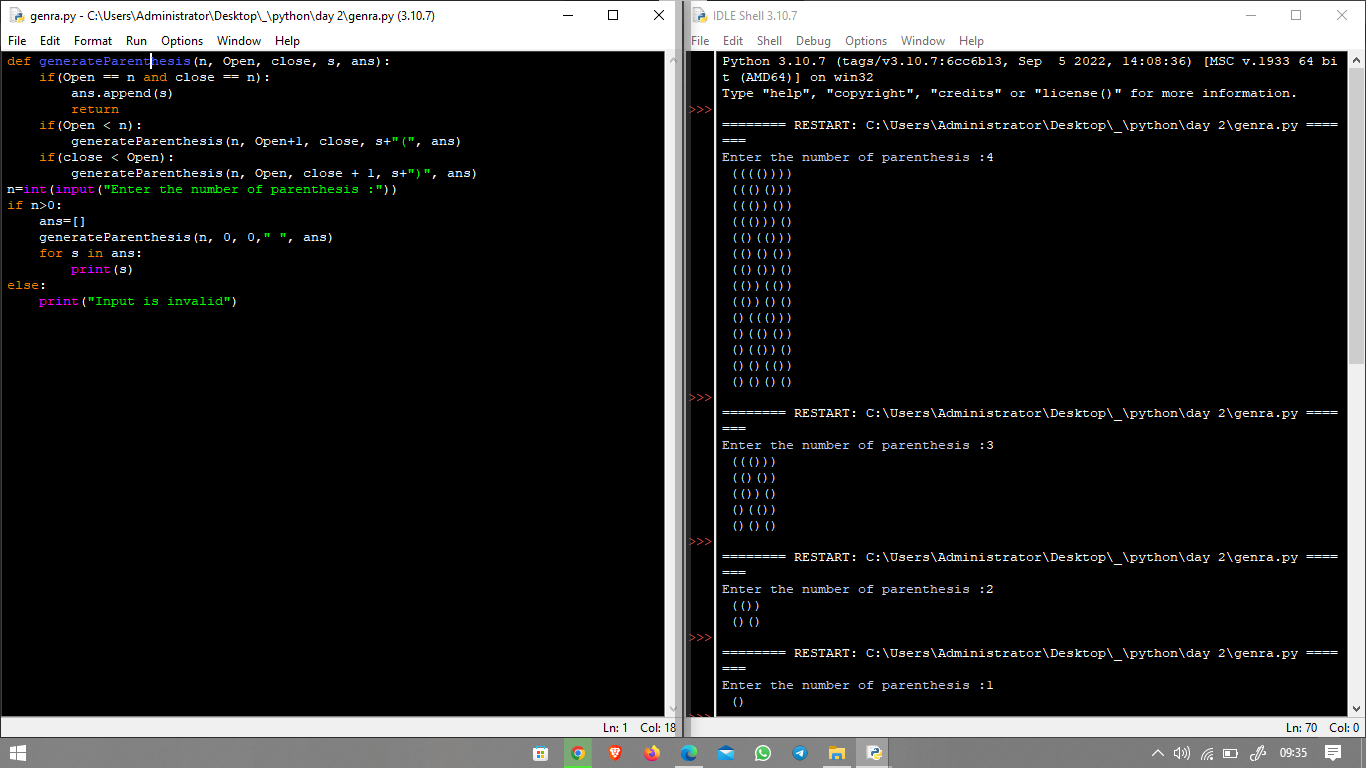 genra.py - C:\Users\Administrator\Desktop\_\python\day 2\genra.py (3.10.7)
File Edit Format Run Options Window Help
def generateParenthesis(n, Open, close, s, ans):
    if(Open == n and close == n):
        ans.append(s)
        return
    if(Open < n):
        generateParenthesis(n, Open+1, close, s+"(", ans)
    if(close < Open):
        generateParenthesis(n, Open, close + 1, s+")", ans)
n=int(input("Enter the number of parenthesis :"))
if n>0:
    ans=[]
    generateParenthesis(n, 0, 0," ", ans)
    for s in ans:
        print(s)
else:
    print("Input is invalid")
Ln: 1 Col: 18
IDLE Shell 3.10.7
File Edit Shell Debug Options Window Help
Python 3.10.7 (tags/v3.10.7:6cc6b13, Sep  5 2022, 14:08:36) [MSC v.1933 64 bi
t (AMD64)] on win32
Type "help", "copyright", "credits" or "license()" for more information.
>>>
======== RESTART: C:\Users\Administrator\Desktop\_\python\day 2\genra.py ====
===
Enter the number of parenthesis :4
 (((())))
 ((()()))
 ((())())
 ((()))()
 (()(()))
 (()()())
 (()())()
 (())(())
 (())()()
 ()((()))
 ()(()())
 ()(())()
 ()()(())
 ()()()()
>>>
======== RESTART: C:\Users\Administrator\Desktop\_\python\day 2\genra.py ====
===
Enter the number of parenthesis :3
 ((()))
 (()())
 (())()
 ()(())
 ()()()
>>>
======== RESTART: C:\Users\Administrator\Desktop\_\python\day 2\genra.py ====
===
Enter the number of parenthesis :2
 (())
 ()()
>>>
======== RESTART: C:\Users\Administrator\Desktop\_\python\day 2\genra.py ====
===
Enter the number of parenthesis :1
 ()
>>>
Ln: 70 Col: 0
09:35